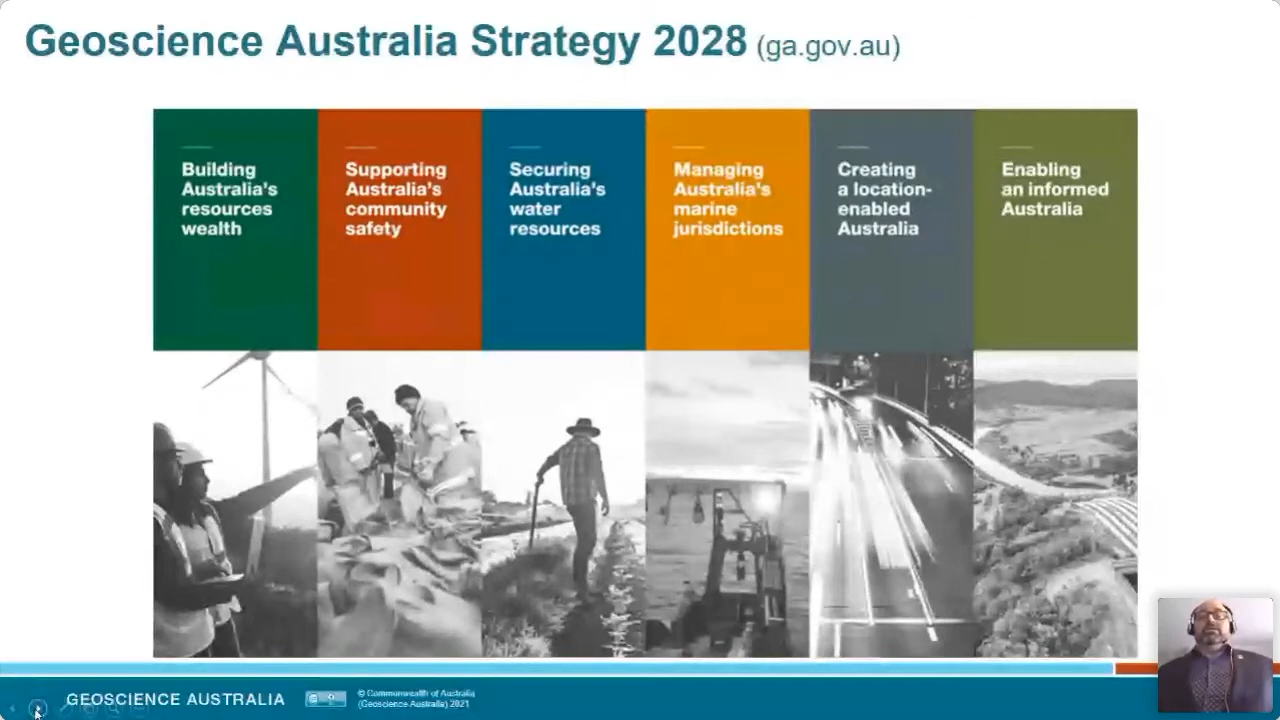 Geoscience Australia Strategy 2028 (ga.gov.au)
Building
Australia's
resources
wealth
Supporting
Australia's
community
safety
Securing
Australia's
water
resources
Managing
Australia's
marine
jurisdictions
Creating
a location-
enabled
Australia
Enabling
an informed
Australia
GEOSCIENCE AUSTRALIA
© Commonwealth of Australia
(Geoscience Australia) 2021